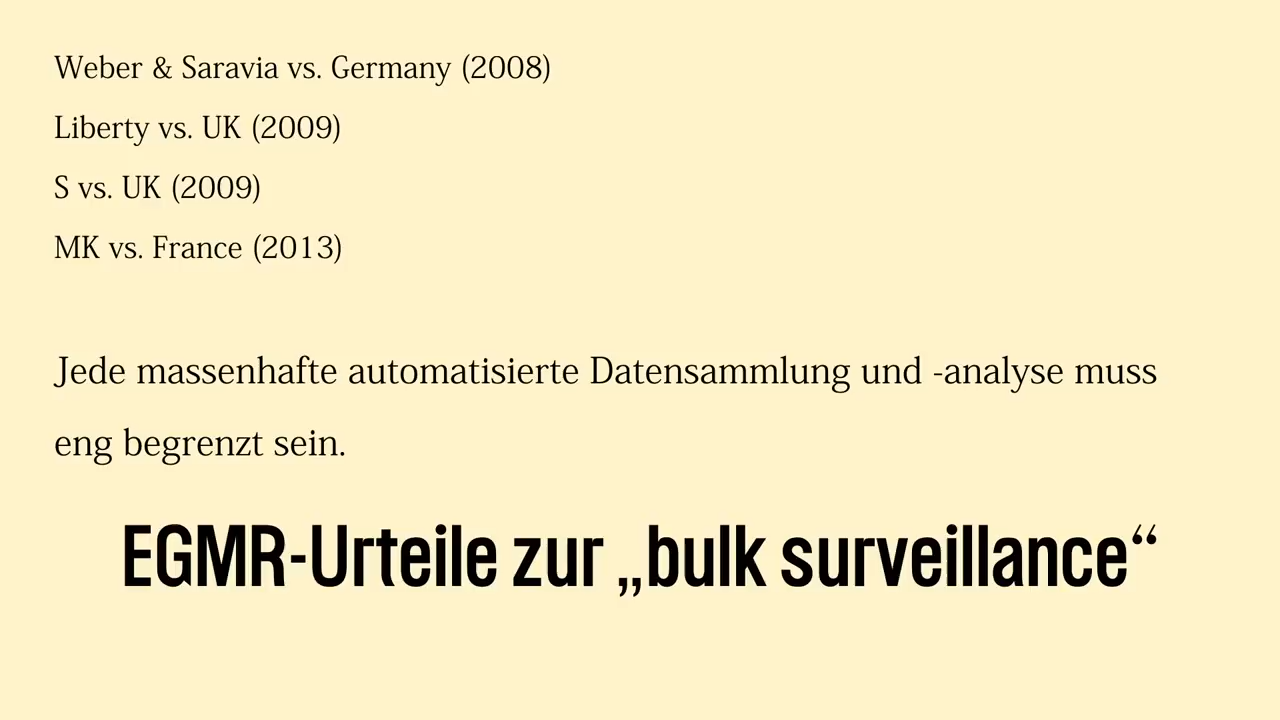 Weber & Saravia vs. Germany (2008)
Liberty vs. UK (2009)
S vs. UK (2009)
MK vs. France (2013)
Jede massenhafte automatisierte Datensammlung und -analyse muss
eng begrenzt sein.
EGMR-Urteile zur „bulk surveillance“